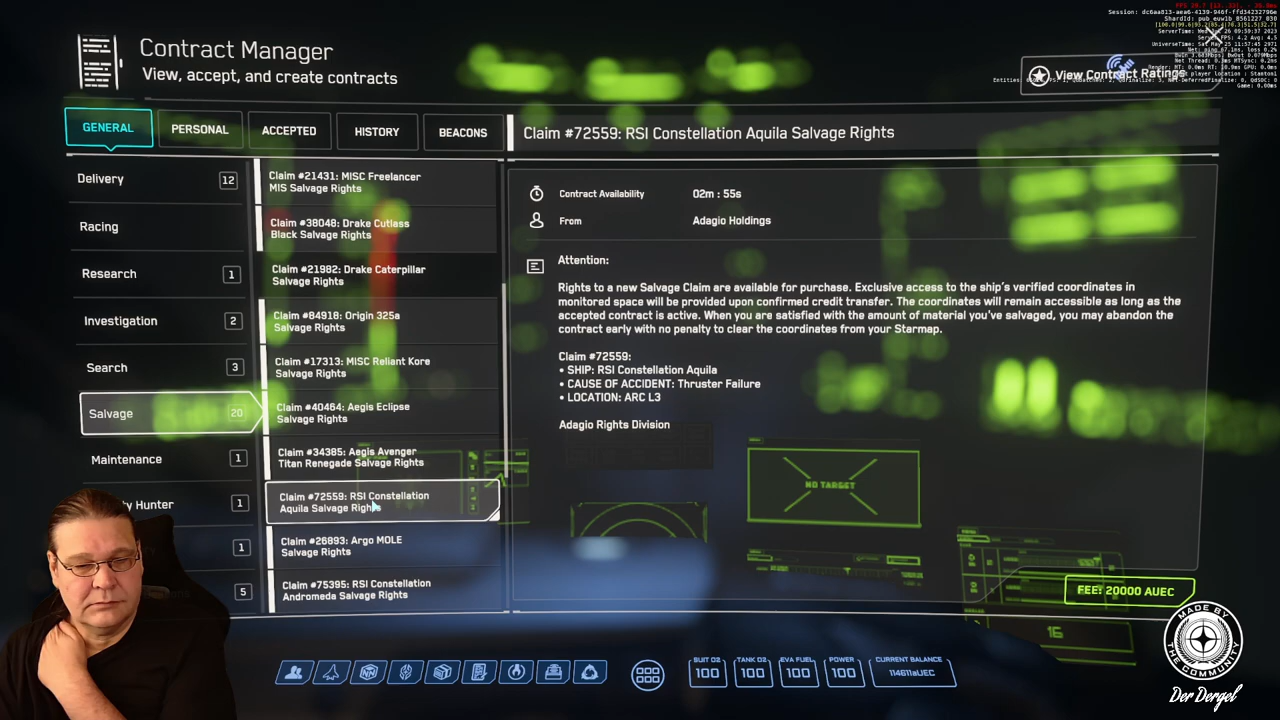 Contract Manager
View, accept, and create contracts
View Contract Ratings
GENERAL
PERSONAL
ACCEPTED
HISTORY
BEACONS
Claim #72559: RSI Constellation Aquila Salvage Rights
Delivery
12
Racing
Research
1
Investigation
2
Search
3
Salvage
20
Maintenance
1
Hunter
1
1
5
Claim #21431: MISC Freelancer
MIS Salvage Rights
Claim #38048: Drake Cutlass
Black Salvage Rights
Claim #21982: Drake Caterpillar
Salvage Rights
Claim #84918: Origin 325a
Salvage Rights
Claim #17313: MISC Reliant Kore
Salvage Rights
Claim #40464: Aegis Eclipse
Salvage Rights
Claim #34385: Aegis Avenger
Titan Renegade Salvage Rights
Claim #72559: RSI Constellation
Aquila Salvage Rights
Claim #26893: Argo MOLE
Salvage Rights
Claim #75395: RSI Constellation
Andromeda Salvage Rights
Contract Availability
02m : 55s
From
Adagio Holdings
Attention:
Rights to a new Salvage Claim are available for purchase. Exclusive access to the ship's verified coordinates in
monitored space will be provided upon confirmed credit transfer. The coordinates will remain accessible as long as the
accepted contract is active. When you are satisfied with the amount of material you've salvaged, you may abandon the
contract early with no penalty to clear the coordinates from your Starmap.
Claim #72559:
• SHIP: RSI Constellation Aquila
• CAUSE OF ACCIDENT: Thruster Failure
• LOCATION: ARC L3
Adagio Rights Division
NO TARGET
FEE: 20000 AUEC
16
SUIT O2
100
TANK O2
100
EVA FUEL
100
POWER
100
CURRENT BALANCE
114611aUEC
MADE BY
THE COMMUNITY
Der Dergel